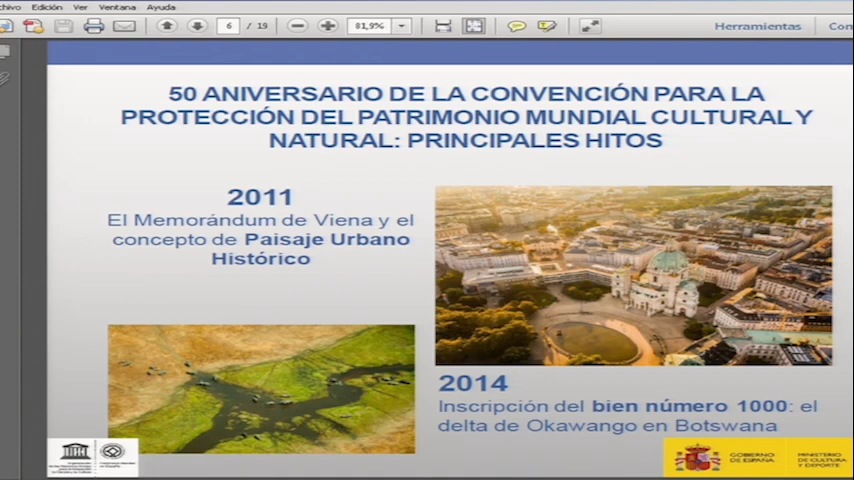 chivo Edición Ver Ventana Ayuda
6 / 19
81,9%
Herramientas
Con
50 ANIVERSARIO DE LA CONVENCIÓN PARA LA
PROTECCIÓN DEL PATRIMONIO MUNDIAL CULTURAL Y
NATURAL: PRINCIPALES HITOS
2011
El Memorándum de Viena y el
concepto de Paisaje Urbano
Histórico
2014
Inscripción del bien número 1000: el
delta de Okawango en Botswana
GOBIERNO
DE ESPAÑA
MINISTERIO
DE CULTURA
Y DEPORTE